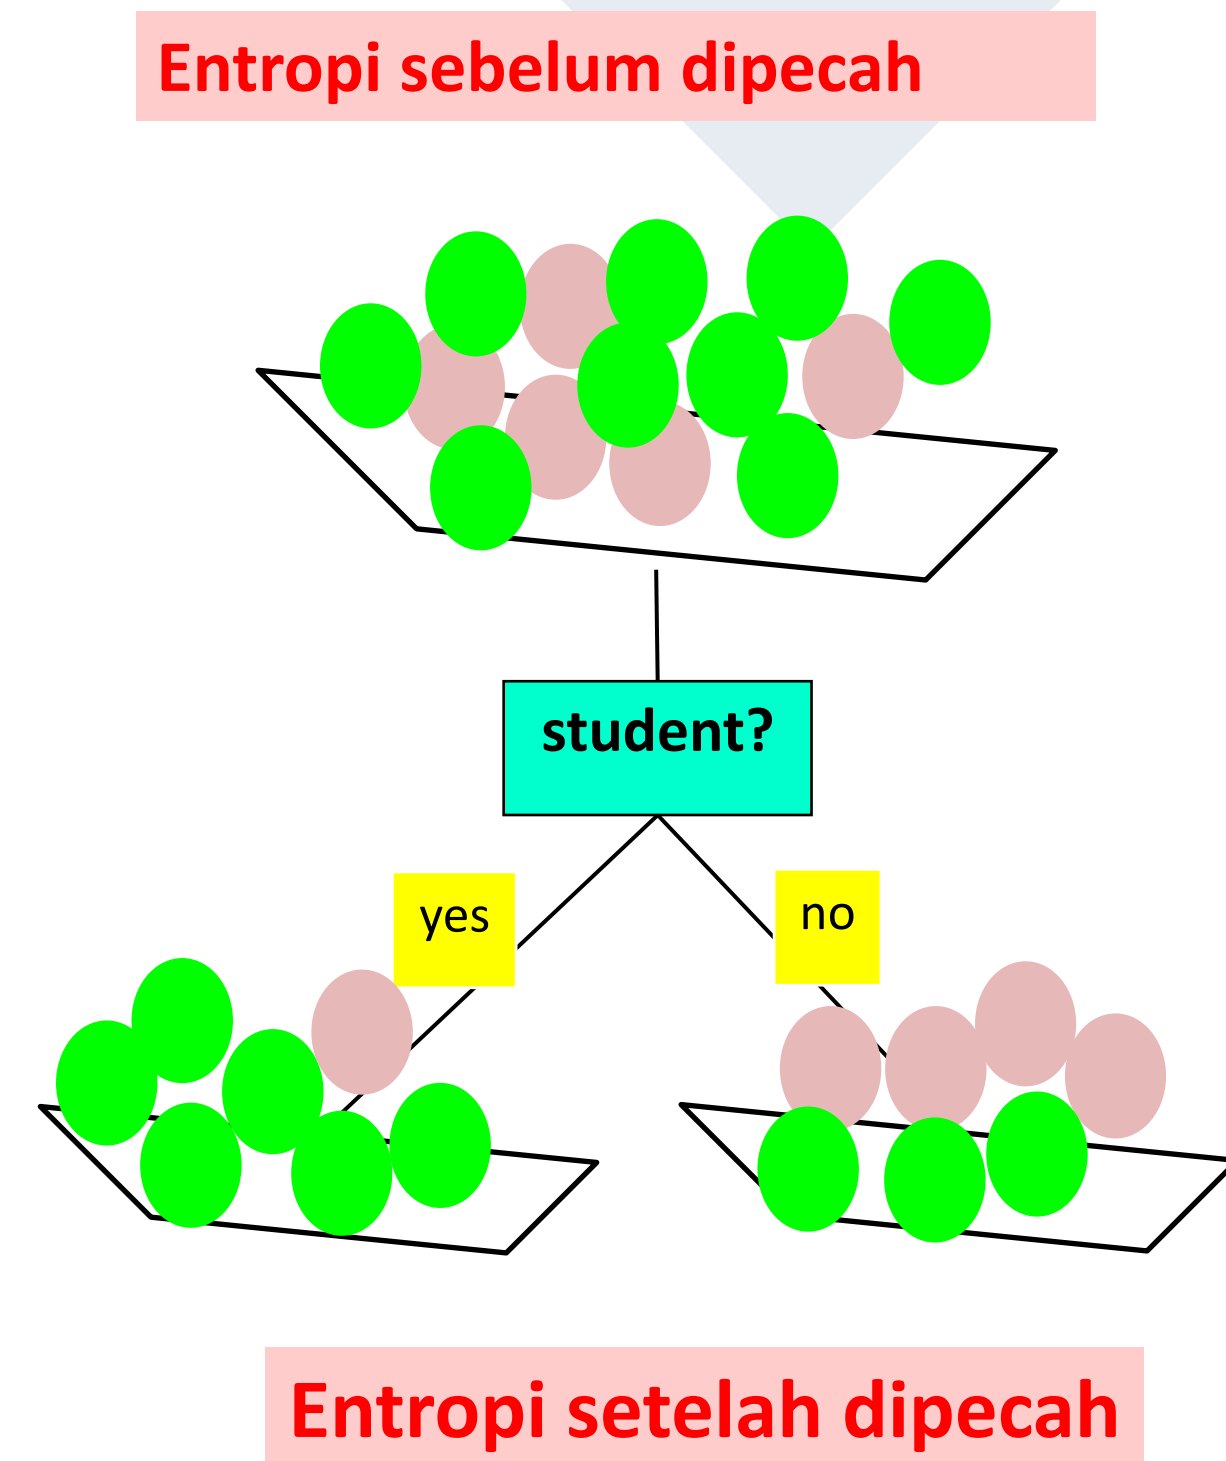 Entropi sebelum dipecah
student?
yes
no
Entropi setelah dipecah